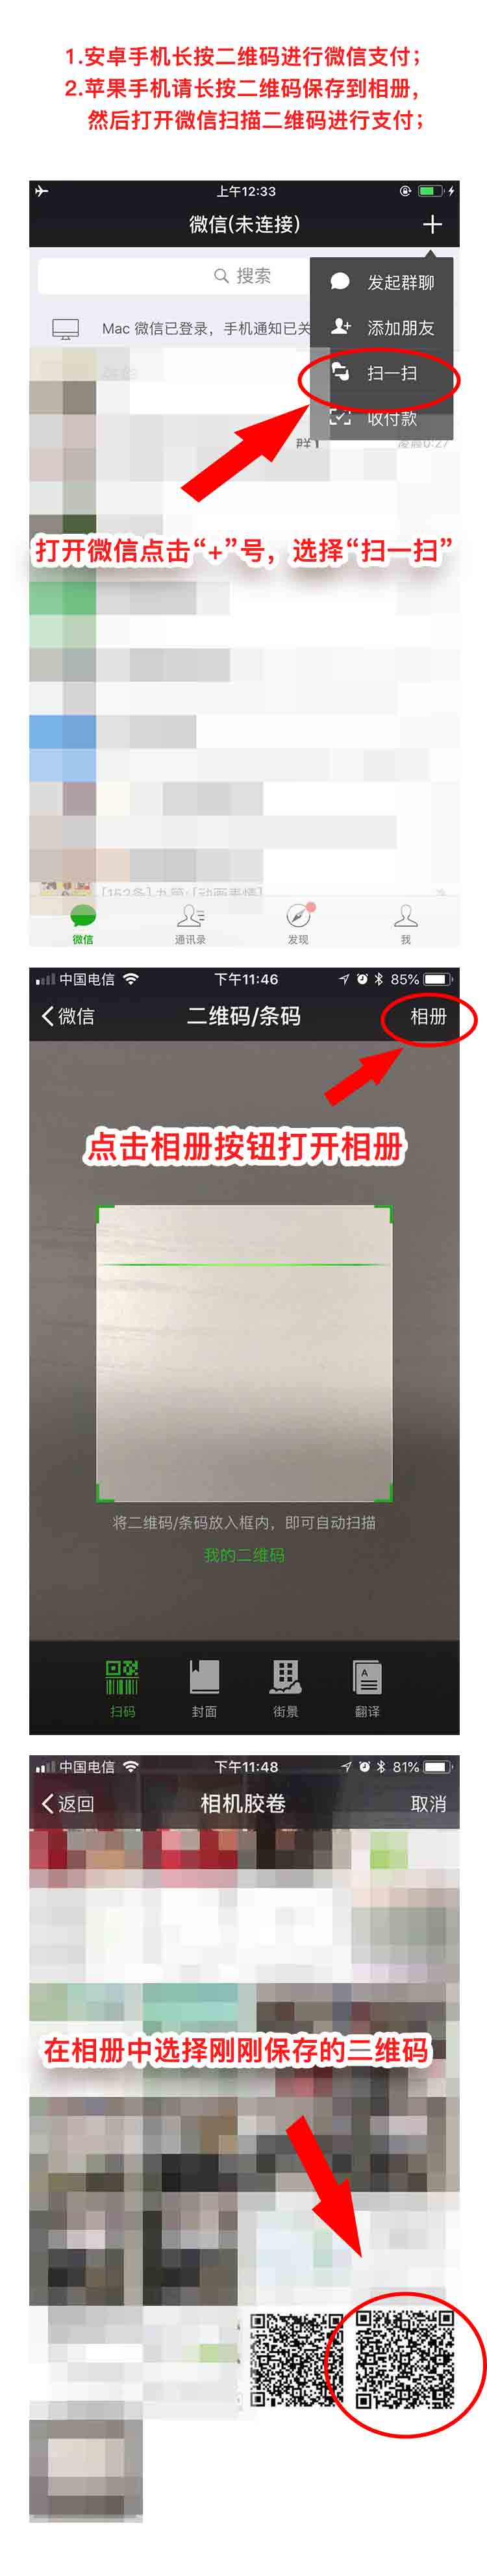 1.安卓手机长按二维码进行微信支付；
2.苹果手机请长按二维码保存到相册，
然后打开微信扫描二维码进行支付；
上午12:33
微信(未连接)
搜索
发起群聊
Mac 微信已登录，手机通知已关
添加朋友
扫一扫
收付款
群1
凌晨0:27
打开微信点击“+”号，选择“扫一扫”
微信
通讯录
发现
我
中国电信 下午11:46 85%
微信 二维码/条码 相册
点击相册按钮打开相册
将二维码/条码放入框内，即可自动扫描
我的二维码
扫码 封面 街景 翻译
A
中国电信 下午11:48 81%
返回 相机胶卷 取消
在相册中选择刚刚保存的二维码